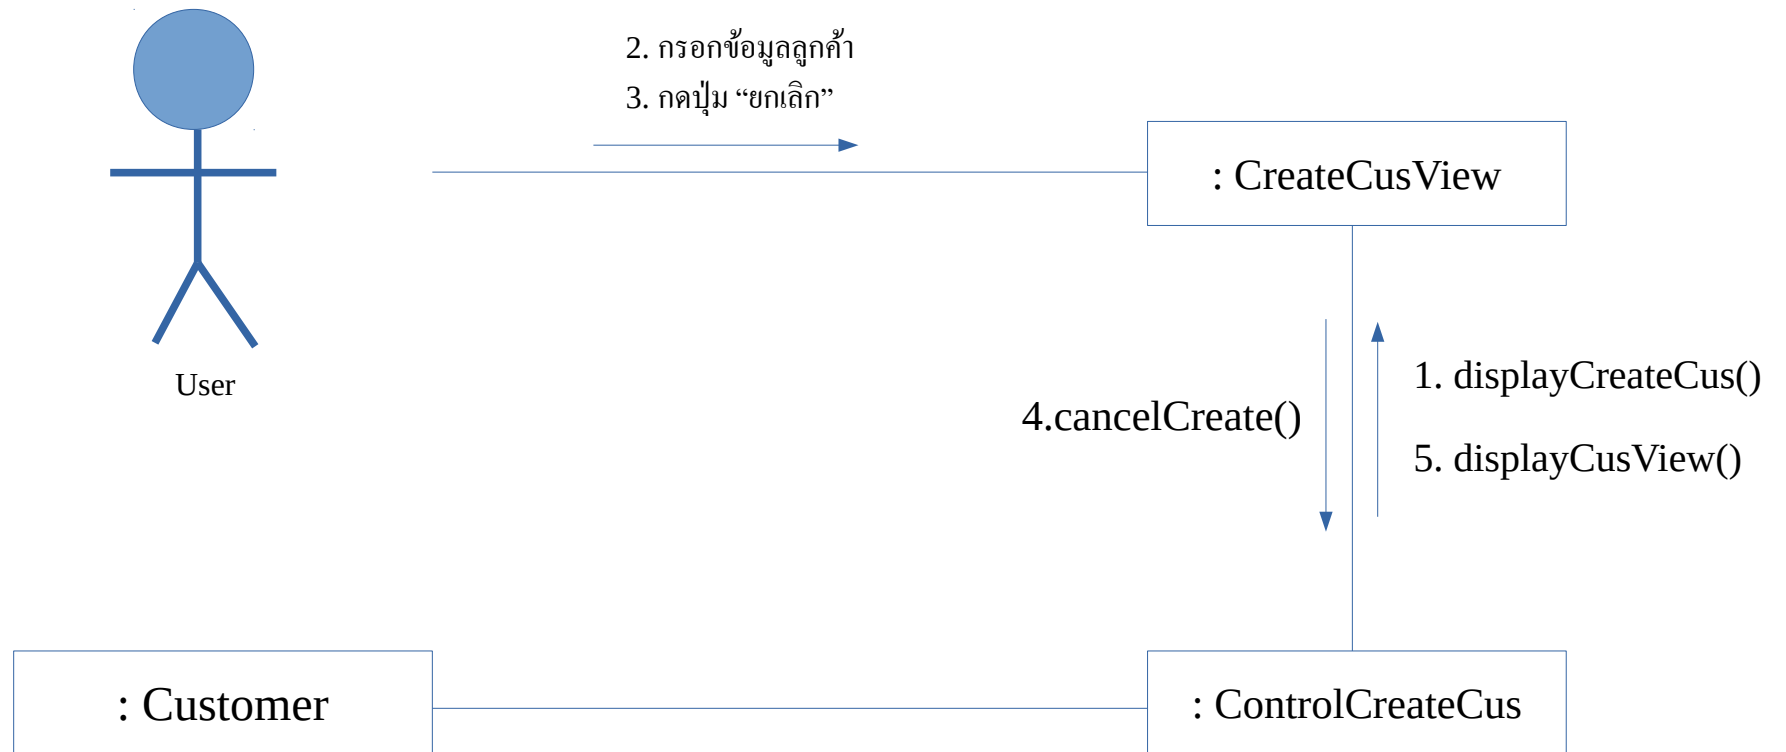 2. กรอกข้อมูลลูกค้า
3. กดปุ่ม “ยกเลิก”
: CreateCusView
User
1. displayCreateCus()
4.cancelCreate()
5. displayCusView()
: Customer
: ControlCreateCus